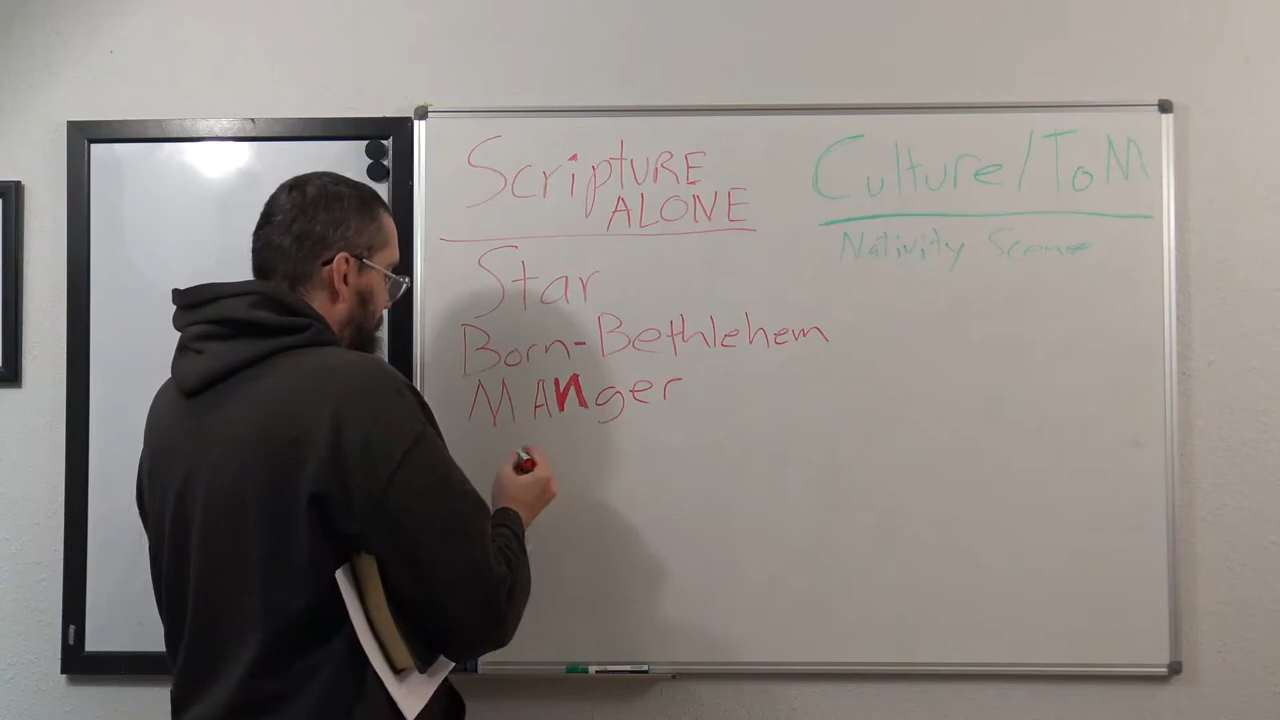 ScriptURE
ALONE
Star
Born-Bethlehem
MAnger
Culture/ToM
Nativity Scene